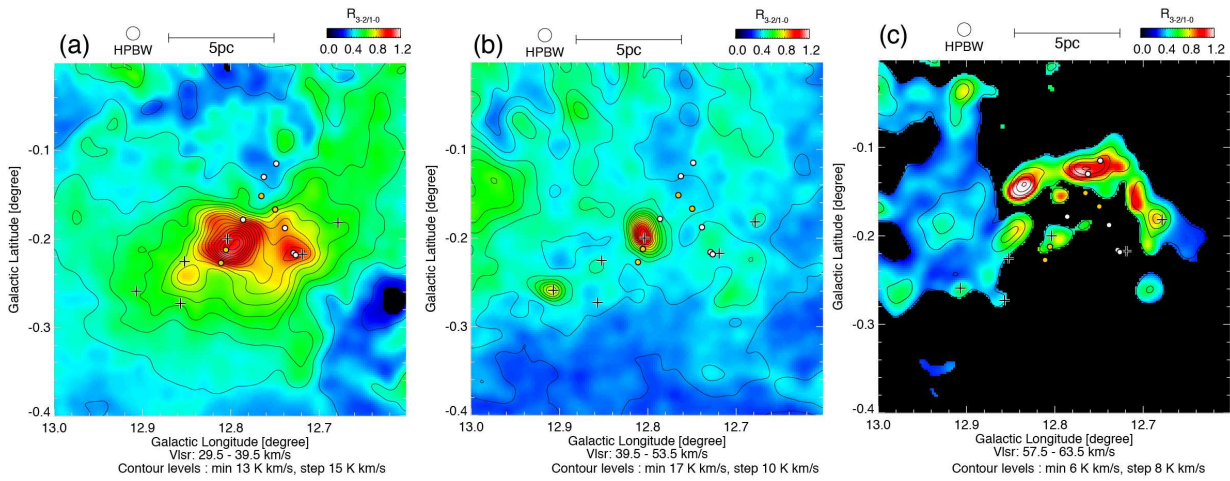 (a)
HPBW
5pc
R3-2/1-0
0.0 0.4 0.8 1.2
-0.1
-0.2
-0.3
-0.4
Galactic Latitude [degree]
13.0 12.9 12.8 12.7
Galactic Longitude [degree]
Vlsr: 29.5 - 39.5 km/s
Contour levels : min 13 K km/s, step 15 K km/s
(b)
HPBW
5pc
R3-2/1-0
0.0 0.4 0.8 1.2
-0.1
-0.2
-0.3
-0.4
Galactic Latitude [degree]
13.0 12.9 12.8 12.7
Galactic Longitude [degree]
Vlsr: 39.5 - 53.5 km/s
Contour levels : min 17 K km/s, step 10 K km/s
(c)
HPBW
5pc
R3-2/1-0
0.0 0.4 0.8 1.2
-0.1
-0.2
-0.3
-0.4
Galactic Latitude [degree]
13.0 12.9 12.8 12.7
Galactic Longitude [degree]
Vlsr: 57.5 - 63.5 km/s
Contour levels : min 6 K km/s, step 8 K km/s